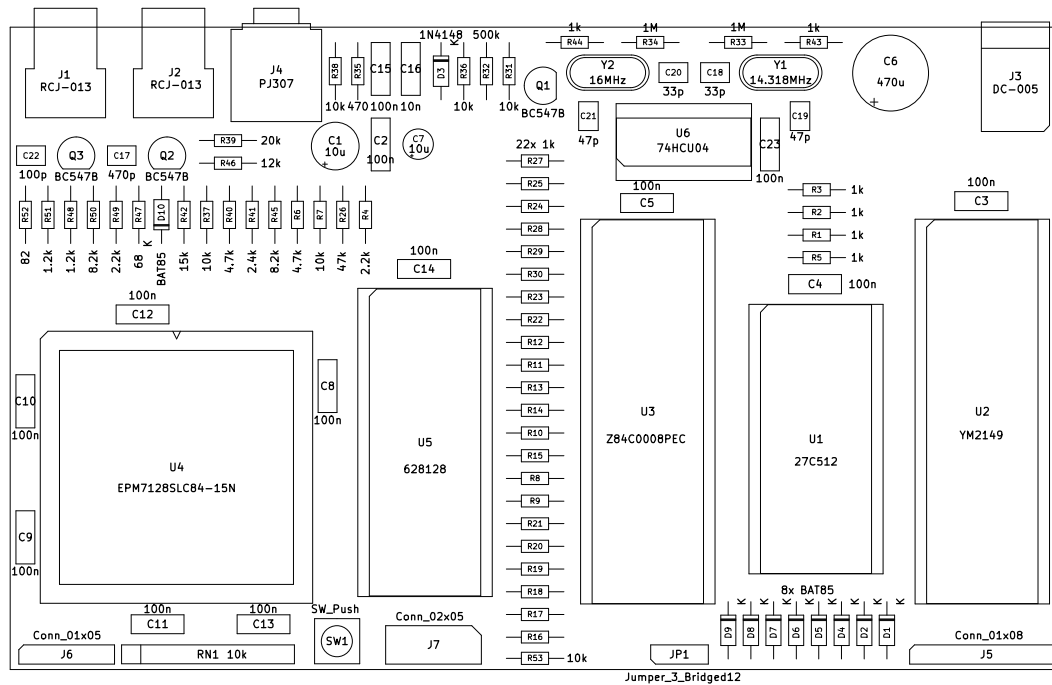 J1
RCJ-013
J2
RCJ-013
J4
PJ307
R38
10k
R35
470
C15
100n
C16
10n
1N4148
D3
K
R36
10k
500k
R32
R31
10k
Q1
BC547B
1k
R44
1M
R34
1M
R33
1k
R43
Y2
16MHz
C20
33p
C18
33p
Y1
14.318MHz
C6
+
470u
J3
DC-005
C21
47p
U6
74HCU04
C23
100n
C19
47p
C22
100p
Q3
BC547B
C17
470p
Q2
BC547B
R39
20k
R46
12k
C1
10u
+
C2
100n
C7
10u
+
R52
82
R51
1.2k
R48
1.2k
R50
8.2k
R49
2.2k
R47
68
K
D10
BAT85
R42
15k
R37
10k
R40
4.7k
R41
2.4k
R45
8.2k
R6
4.7k
R7
10k
R26
47k
R4
2.2k
22x 1k
R27
R25
R24
R28
R29
R30
R23
R22
R12
R11
R13
R14
R10
R15
R8
R9
R21
R20
R19
R18
R17
R16
R53
10k
100n
C5
R3
1k
R2
1k
R1
1k
R5
1k
C4
100n
100n
C3
100n
C14
100n
C12
C10
100n
C8
100n
C9
100n
U4
EPM7128SLC84-15N
U5
628128
U3
Z84C0008PEC
U1
27C512
U2
YM2149
100n
C11
100n
C13
SW_Push
SW1
Conn_01x05
J6
RN1 10k
Conn_02x05
J7
8x BAT85
K
K
K
K
K
K
K
K
D9
D8
D7
D6
D5
D4
D2
D1
JP1
Jumper_3_Bridged12
Conn_01x08
J5